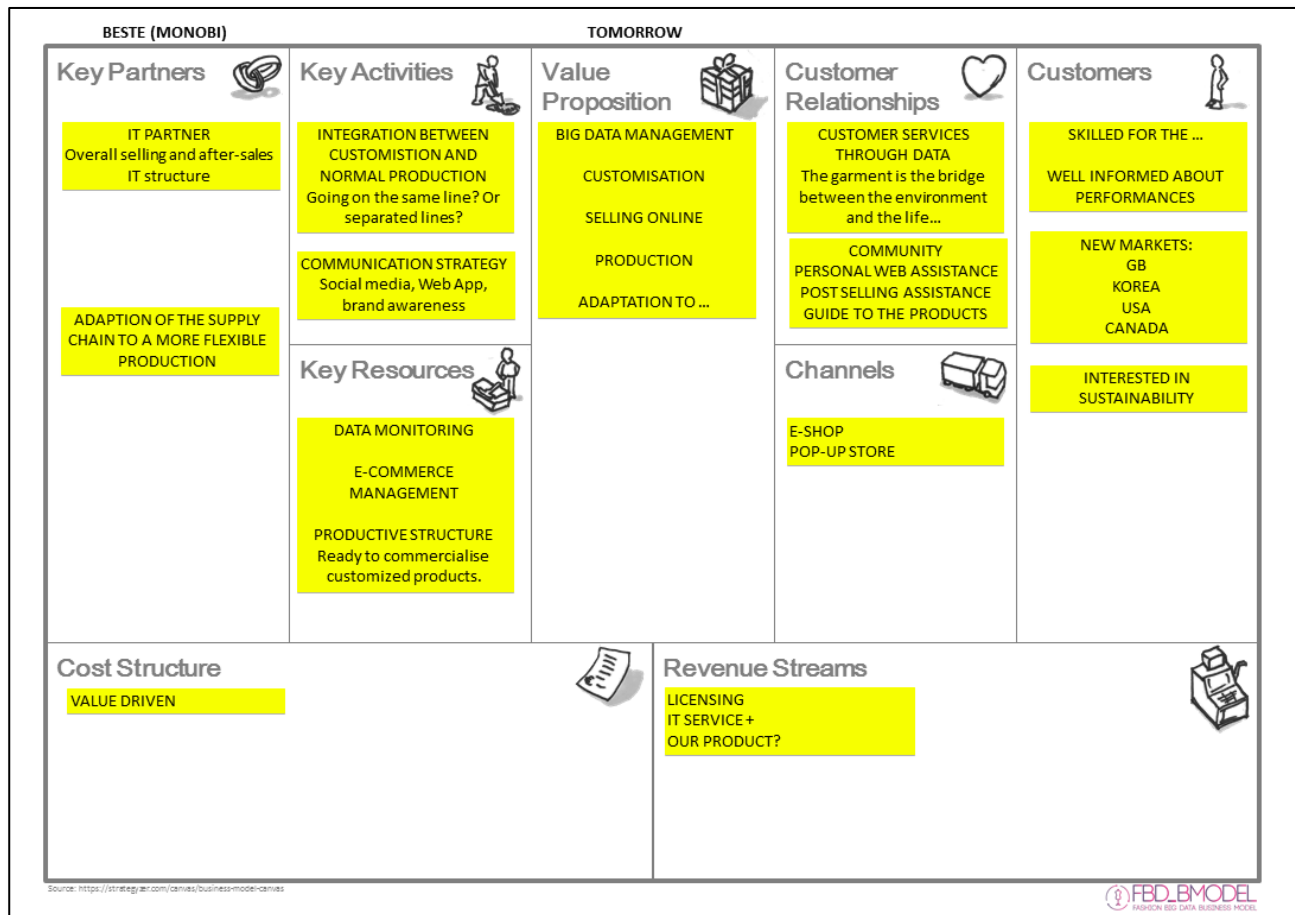 BESTE (MONOBI)
TOMORROW
Key Partners
IT PARTNER
Overall selling and after-sales
IT structure
ADAPTION OF THE SUPPLY
CHAIN TO A MORE FLEXIBLE
PRODUCTION
Key Activities
INTEGRATION BETWEEN
CUSTOMISTION AND
NORMAL PRODUCTION
Going on the same line? Or
separated lines?
COMMUNICATION STRATEGY
Social media, Web App,
brand awareness
Key Resources
DATA MONITORING
E-COMMERCE
MANAGEMENT
PRODUCTIVE STRUCTURE
Ready to commercialise
customized products.
Value
Proposition
BIG DATA MANAGEMENT
CUSTOMISATION
SELLING ONLINE
PRODUCTION
ADAPTATION TO ...
Customer
Relationships
CUSTOMER SERVICES
THROUGH DATA
The garment is the bridge
between the environment
and the life...
COMMUNITY
PERSONAL WEB ASSISTANCE
POST SELLING ASSISTANCE
GUIDE TO THE PRODUCTS
Channels
E-SHOP
POP-UP STORE
Customers
SKILLED FOR THE ...
WELL INFORMED ABOUT
PERFORMANCES
NEW MARKETS:
GB
KOREA
USA
CANADA
INTERESTED IN
SUSTAINABILITY
Cost Structure
VALUE DRIVEN
Revenue Streams
LICENSING
IT SERVICE +
OUR PRODUCT?
Source: https://strategyzer.com/canvas/business-model-canvas
FBD_BMODEL
FASHION BIG DATA BUSINESS MODEL